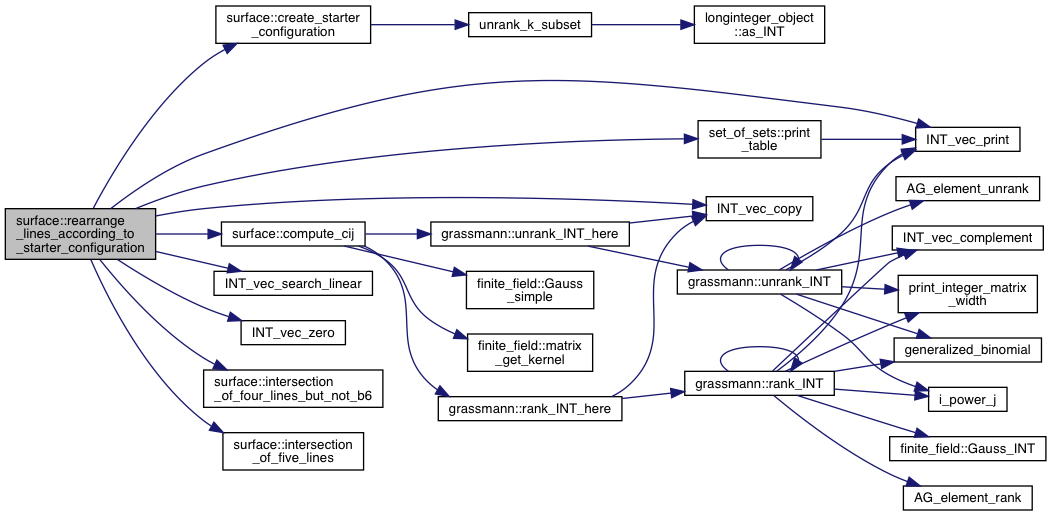 surface::rearrange
_lines_according_to
_starter_configuration
surface::create_starter
_configuration
unrank_k_subset
longinteger_object
::as_INT
set_of_sets::print
_table
INT_vec_print
INT_vec_copy
AG_element_unrank
surface::compute_cij
grassmann::unrank_INT_here
INT_vec_complement
INT_vec_search_linear
finite_field::Gauss
_simple
grassmann::unrank_INT
print_integer_matrix
_width
INT_vec_zero
finite_field::matrix
_get_kernel
generalized_binomial
surface::intersection
_of_four_lines_but_not_b6
grassmann::rank_INT_here
grassmann::rank_INT
i_power_j
surface::intersection
_of_five_lines
finite_field::Gauss_INT
AG_element_rank